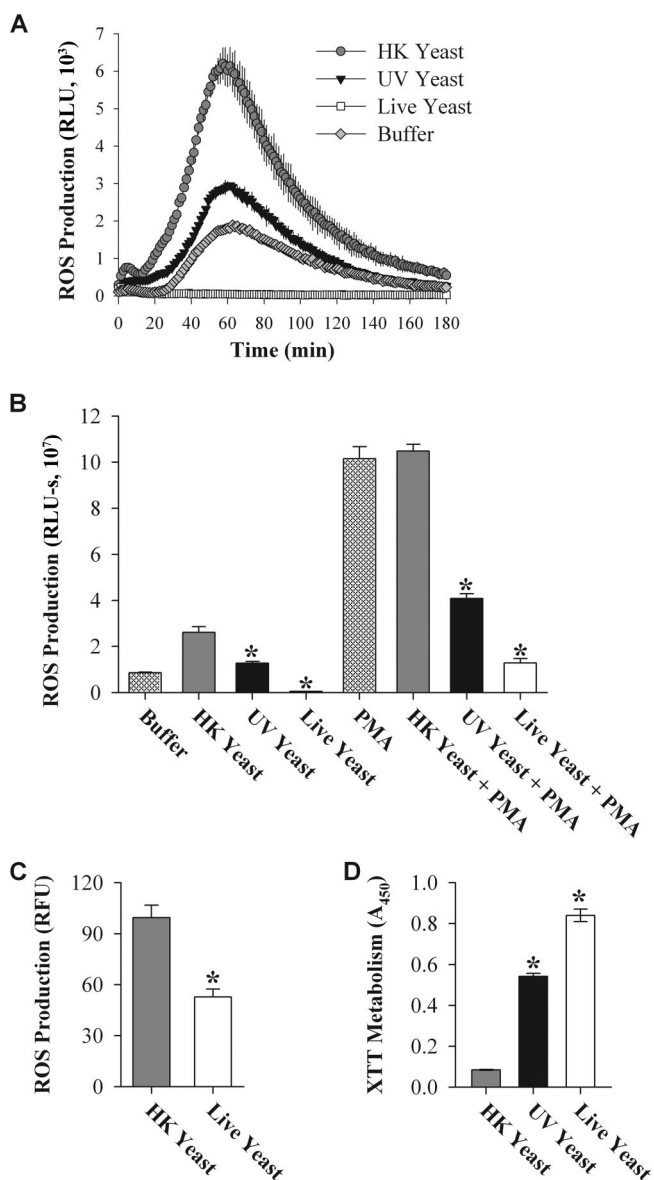 A
ROS Production (RLU, 10³)
7
6
5
4
3
2
1
0
0 20 40 60 80 100 120 140 160 180
Time (min)
HK Yeast
UV Yeast
Live Yeast
Buffer
B
ROS Production (RLU-s, 10⁷)
12
10
8
6
4
2
0
* * * *
Buffer
HK Yeast
UV Yeast
Live Yeast
PMA
HK Yeast + PMA
UV Yeast + PMA
Live Yeast + PMA
C
ROS Production (RFU)
120
90
60
30
0
*
HK Yeast
Live Yeast
D
XTT Metabolism (A₄₅₀)
1.0
0.8
0.6
0.4
0.2
0.0
* *
HK Yeast
UV Yeast
Live Yeast